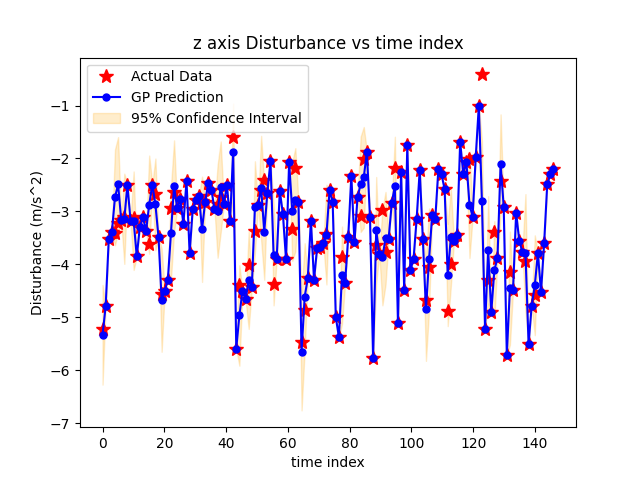 z axis Disturbance vs time index
Actual Data
GP Prediction
95% Confidence Interval
−1
−2
−3
−4
−5
−6
−7
Disturbance (m/s^2)
0 20 40 60 80 100 120 140
time index